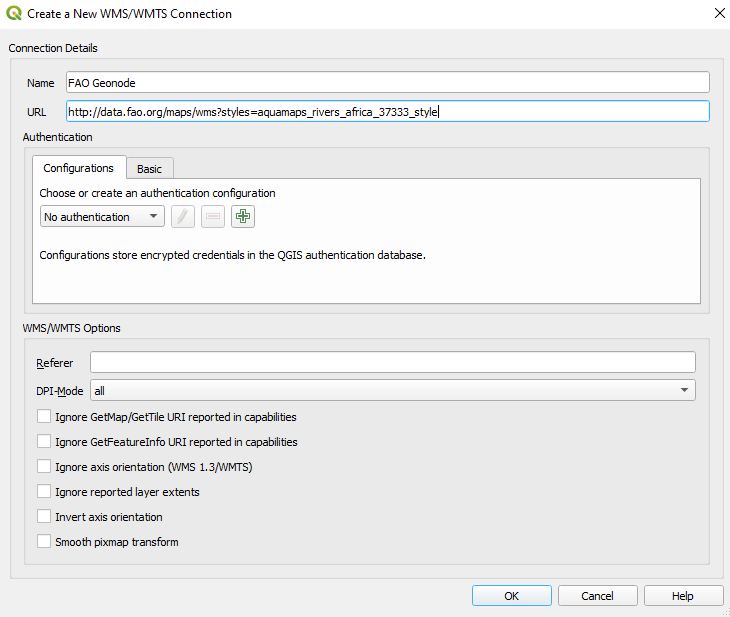 Create a New WMS/WMTS Connection
Connection Details
Name FAO Geonode
URL http://data.fao.org/maps/wms?styles=aquamaps_rivers_africa_37333_style
Authentication
Configurations Basic
Choose or create an authentication configuration
No authentication
Configurations store encrypted credentials in the QGIS authentication database.
WMS/WMTS Options
Referer
DPI-Mode all
Ignore GetMap/GetTile URI reported in capabilities
Ignore GetFeatureInfo URI reported in capabilities
Ignore axis orientation (WMS 1.3/WMTS)
Ignore reported layer extents
Invert axis orientation
Smooth pixmap transform
OK Cancel Help